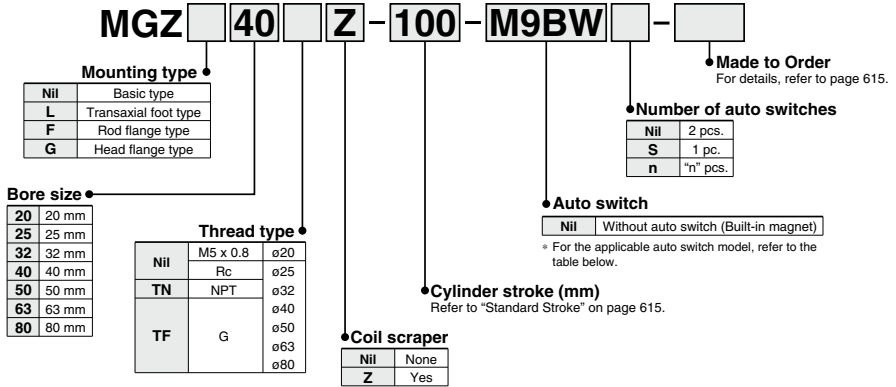 MGZ 40 Z - 100 - M9BW -
Mounting type
Nil Basic type
L Transaxial foot type
F Rod flange type
G Head flange type
Bore size
20 20 mm
25 25 mm
32 32 mm
40 40 mm
50 50 mm
63 63 mm
80 80 mm
Thread type
Nil M5 x 0.8 ø20
Rc ø25
TN NPT ø32
TF G ø40
ø50
ø63
ø80
Coil scraper
Nil None
Z Yes
Cylinder stroke (mm)
Refer to “Standard Stroke” on page 615.
Auto switch
Nil Without auto switch (Built-in magnet)
∗ For the applicable auto switch model, refer to the
table below.
Number of auto switches
Nil 2 pcs.
S 1 pc.
n “n” pcs.
Made to Order
For details, refer to page 615.